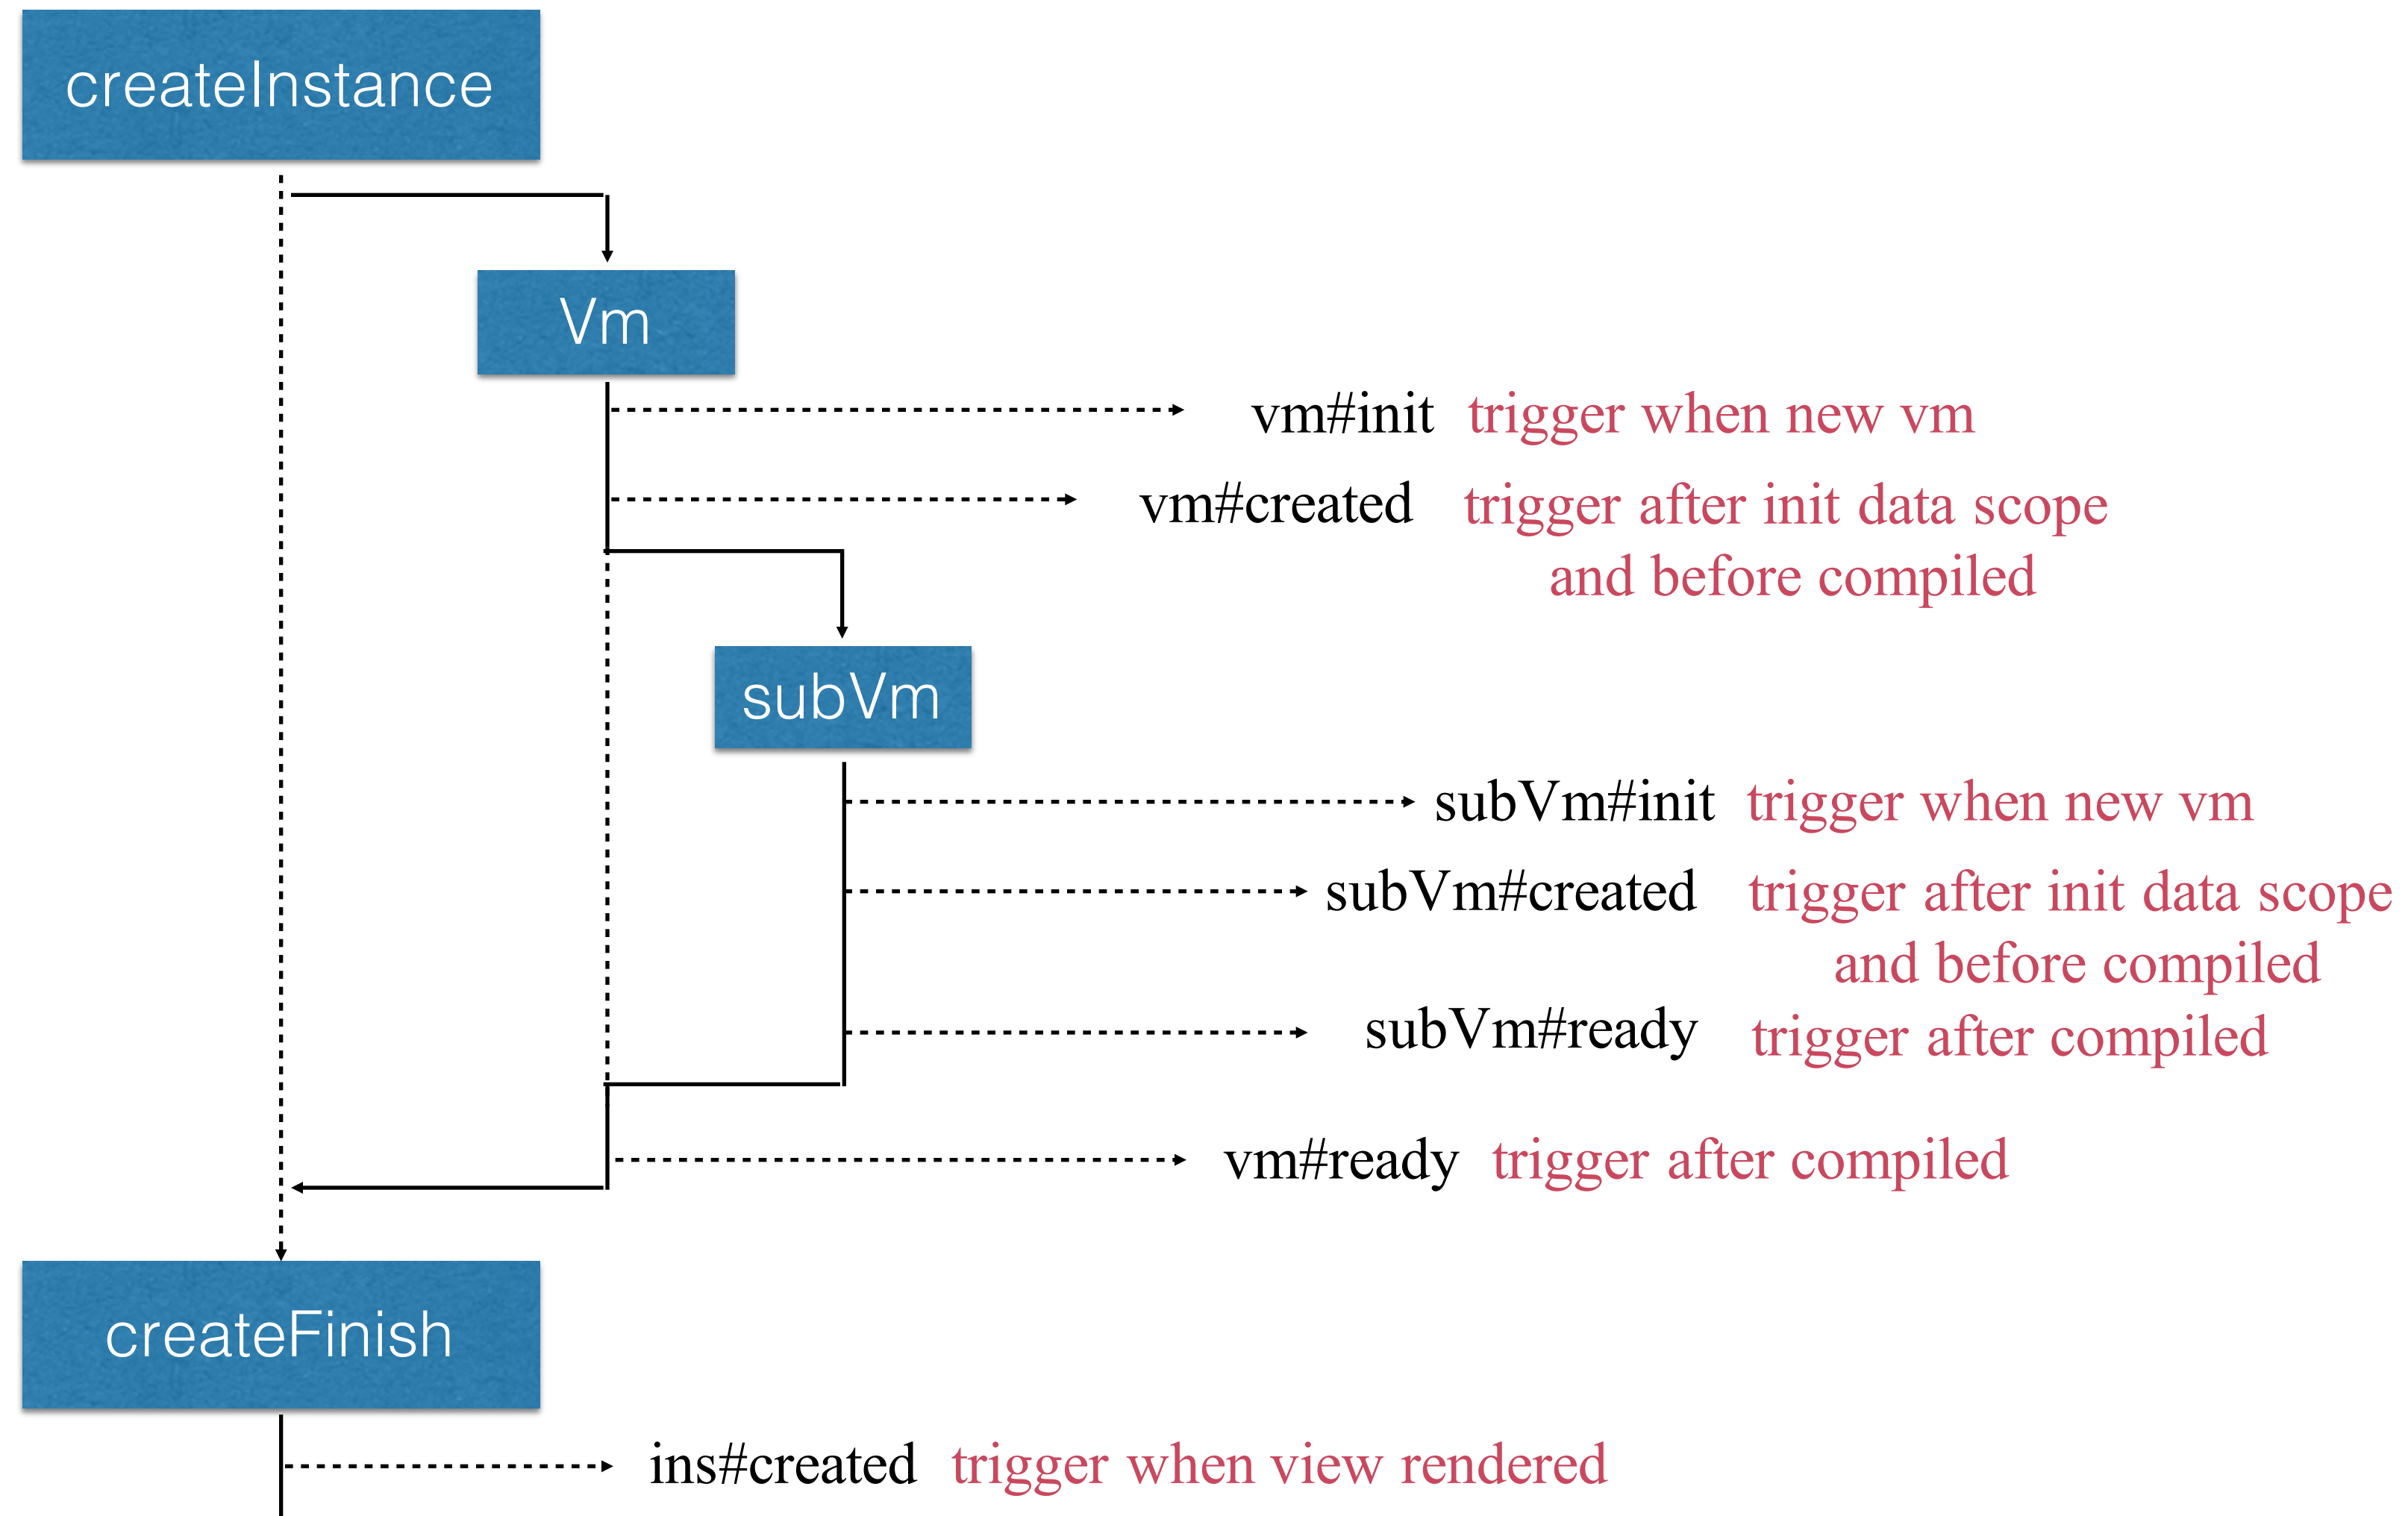 createInstance
Vm
vm#init trigger when new vm
vm#created trigger after init data scope
and before compiled
subVm
subVm#init trigger when new vm
subVm#created trigger after init data scope
and before compiled
subVm#ready trigger after compiled
vm#ready trigger after compiled
createFinish
ins#created trigger when view rendered